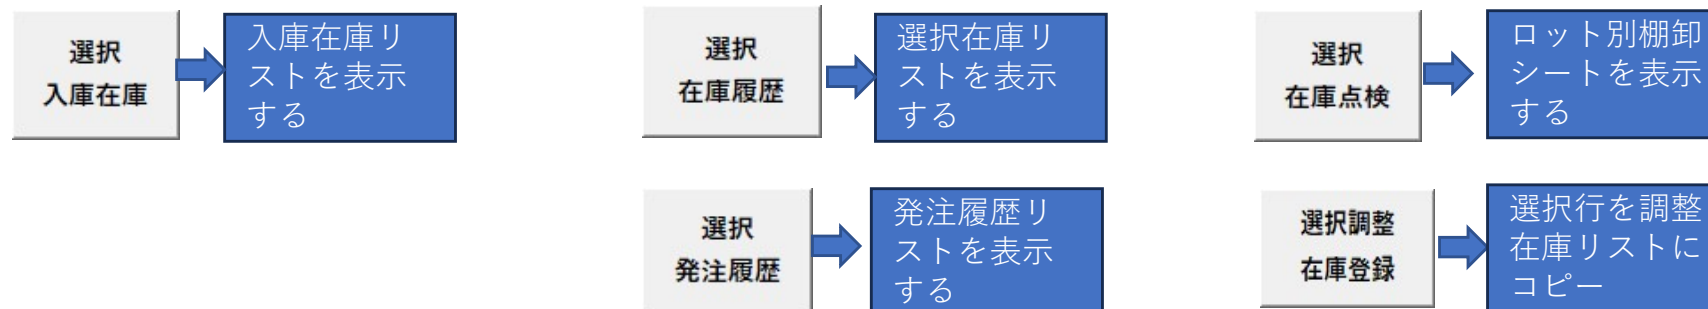 選択
入庫在庫
入庫在庫リ
ストを表示
する
選択
在庫履歴
選択在庫リ
ストを表示
する
選択
在庫点検
ロット別棚卸
シートを表示
する
選択
発注履歴
発注履歴リ
ストを表示
する
選択調整
在庫登録
選択行を調整
在庫リストに
コピー